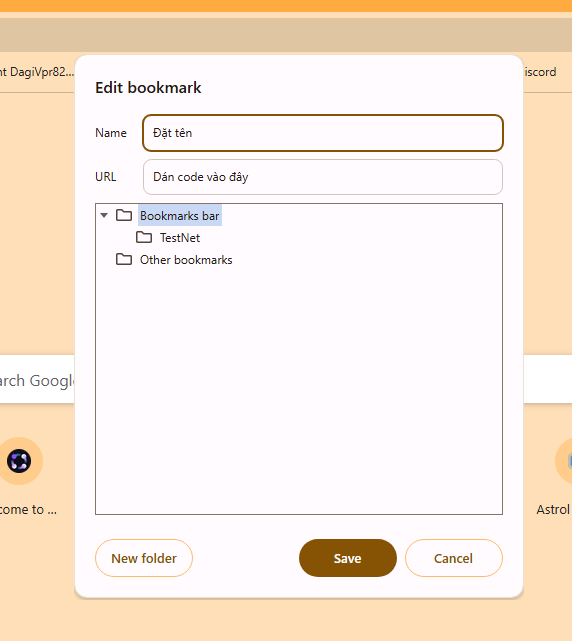 nt DagiVpr82...
iscord
Edit bookmark
Name
Đặt tên
URL
Dán code vào đây
Bookmarks bar
TestNet
Other bookmarks
arch Google
come to ...
Astrol
New folder
Save
Cancel